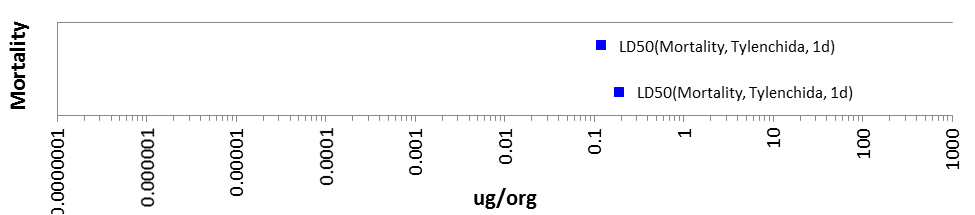 Mortality
LD50(Mortality, Tylenchida, 1d)
LD50(Mortality, Tylenchida, 1d)
0.0000001
0.000001
0.00001
0.0001
0.001
0.01
0.1
1
10
100
1000
ug/org